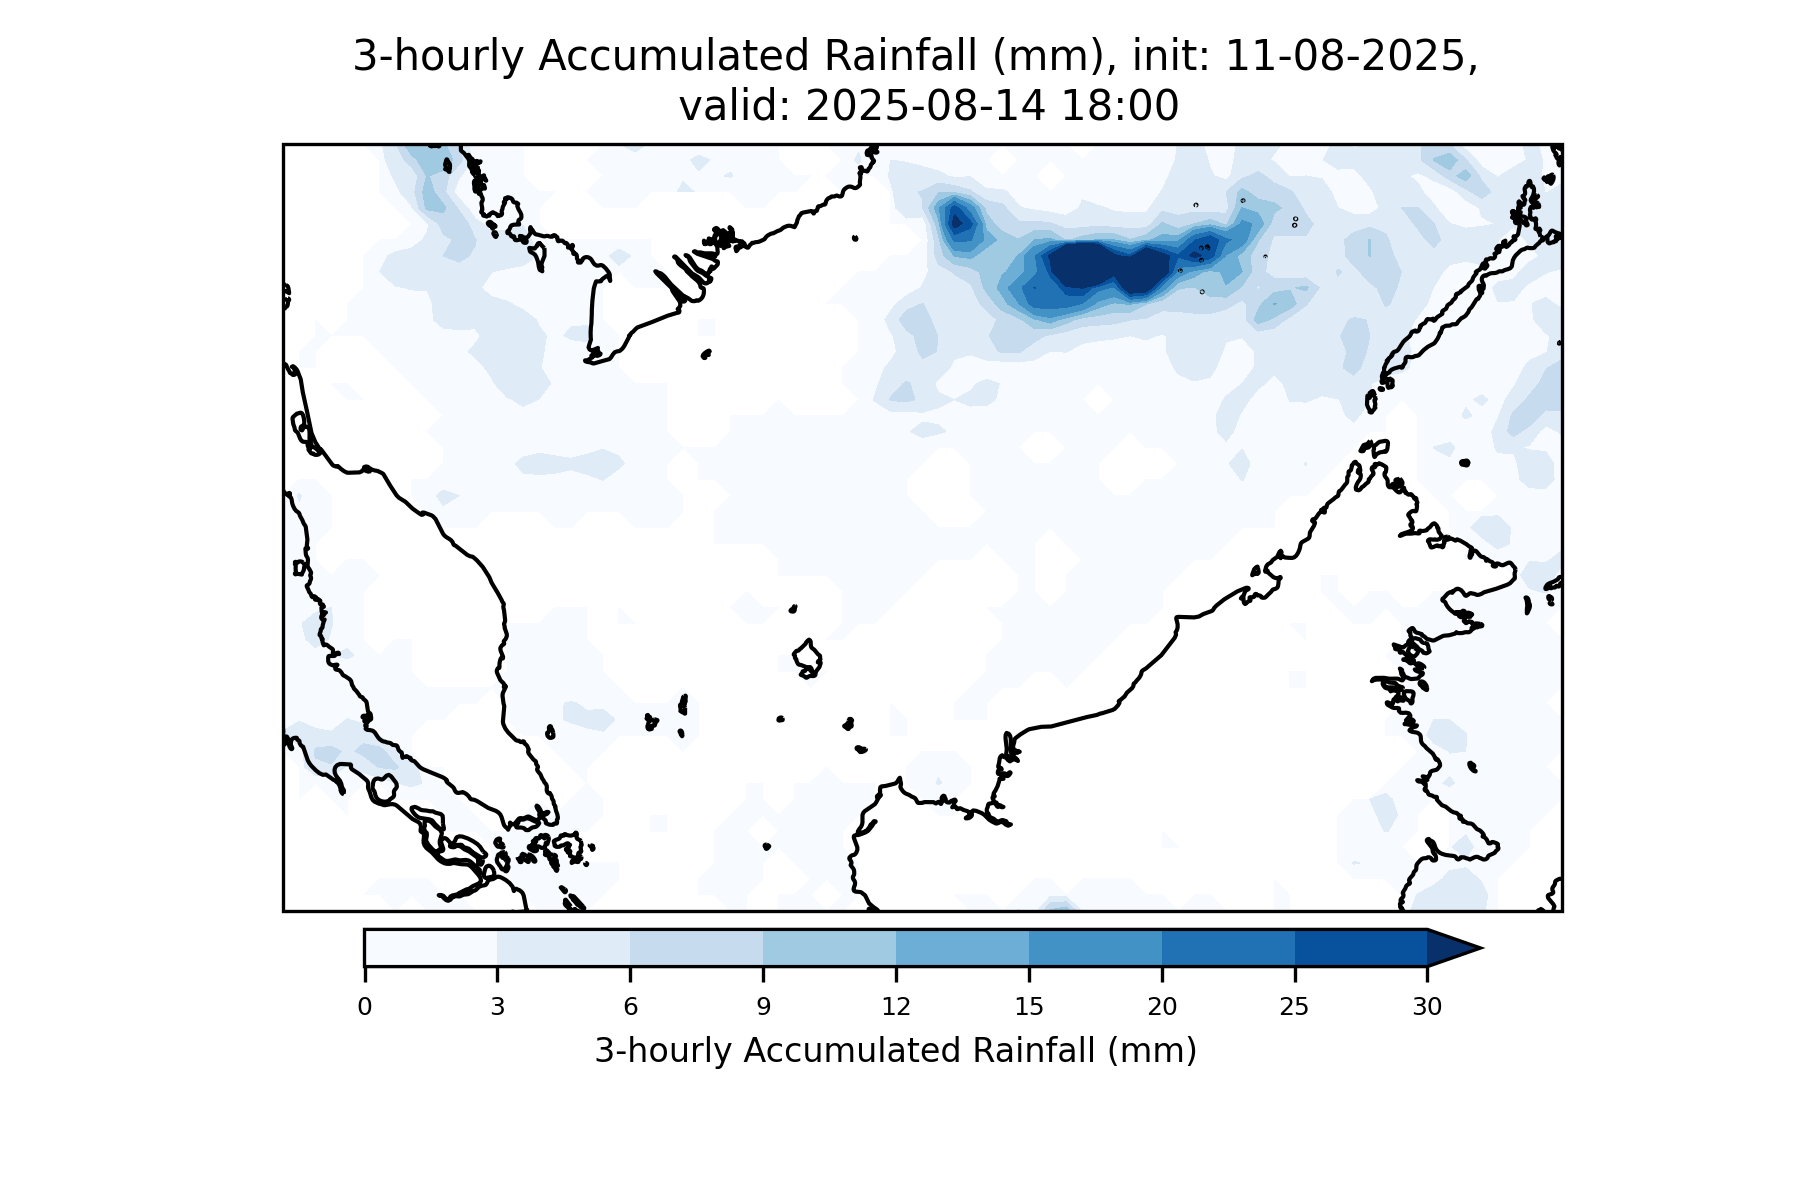 3-hourly Accumulated Rainfall (mm), init: 11-08-2025,
valid: 2025-08-14 18:00
0 3 6 9 12 15 20 25 30
3-hourly Accumulated Rainfall (mm)